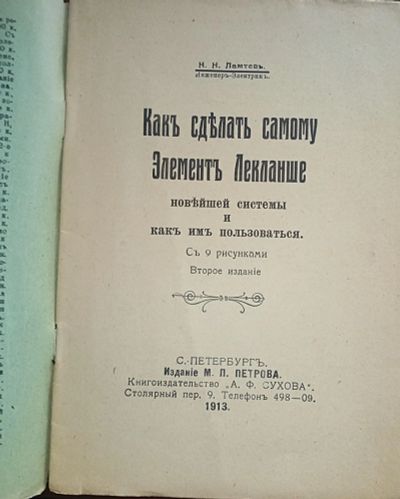 Н. Н. Ламтевъ.
Инженеръ-Электрикъ.
Какъ сдѣлать самому
Элементъ Лекланше
новѣйшей системы
и
какъ имъ пользоваться.
Съ 9 рисунками
Второе изданіе
С.-ПЕТЕРБУРГЪ.
Изданіе М. П. ПЕТРОВА.
Книгоиздательство „А. Ф. СУХОВА“.
Столярный пер. 9. Телефонъ 498—09.
1913.